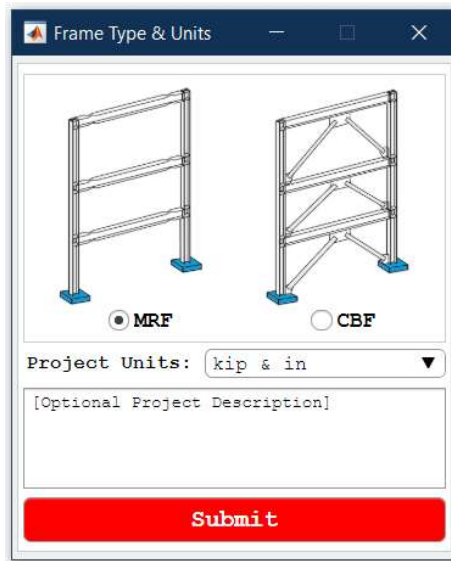 Frame Type & Units
MRF
CBF
Project Units:
kip & in
[Optional Project Description]
Submit